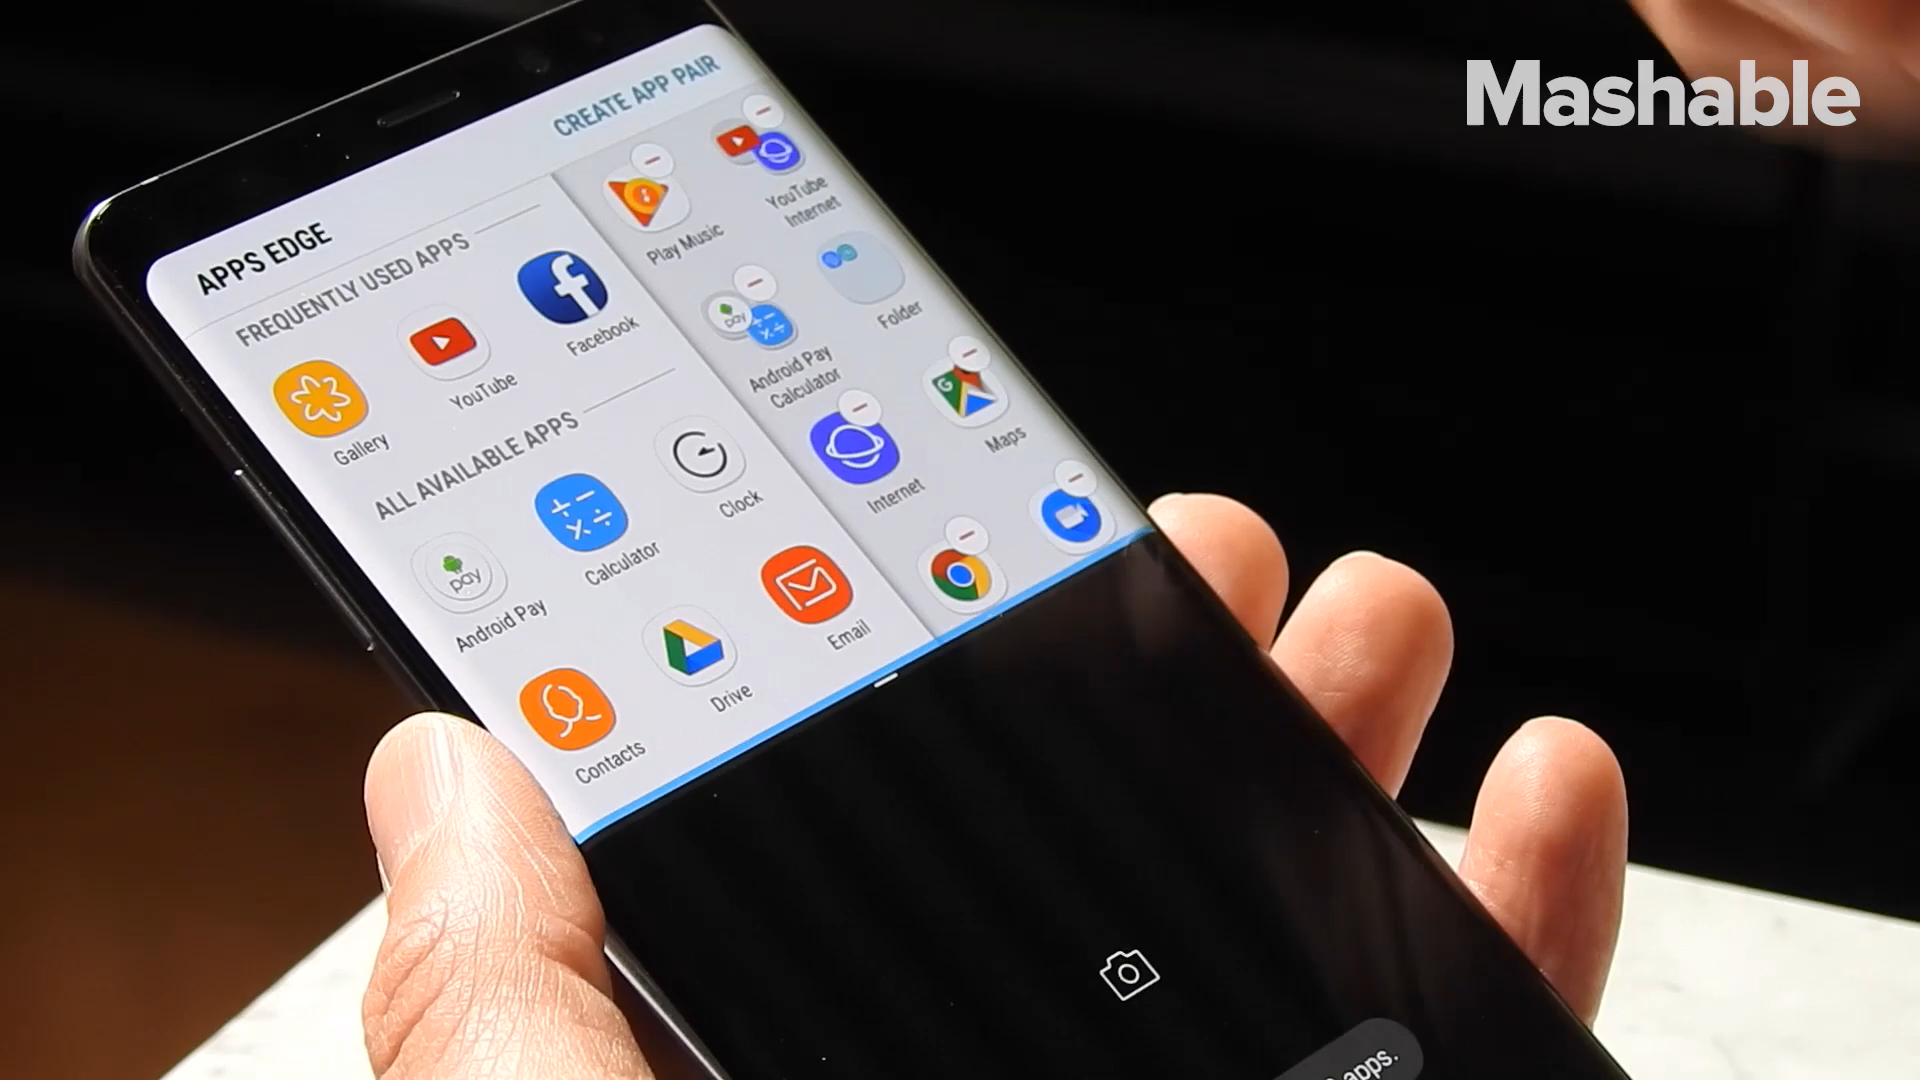 Mashable
CREATE APP PAIR
APPS EDGE
FREQUENTLY USED APPS
Gallery
YouTube
Facebook
ALL AVAILABLE APPS
pay
Android Pay
Calculator
Clock
Contacts
Drive
Email
Play Music
YouTube
Internet
pay
Android Pay
Calculator
Folder
G
Internet
Maps
apps.